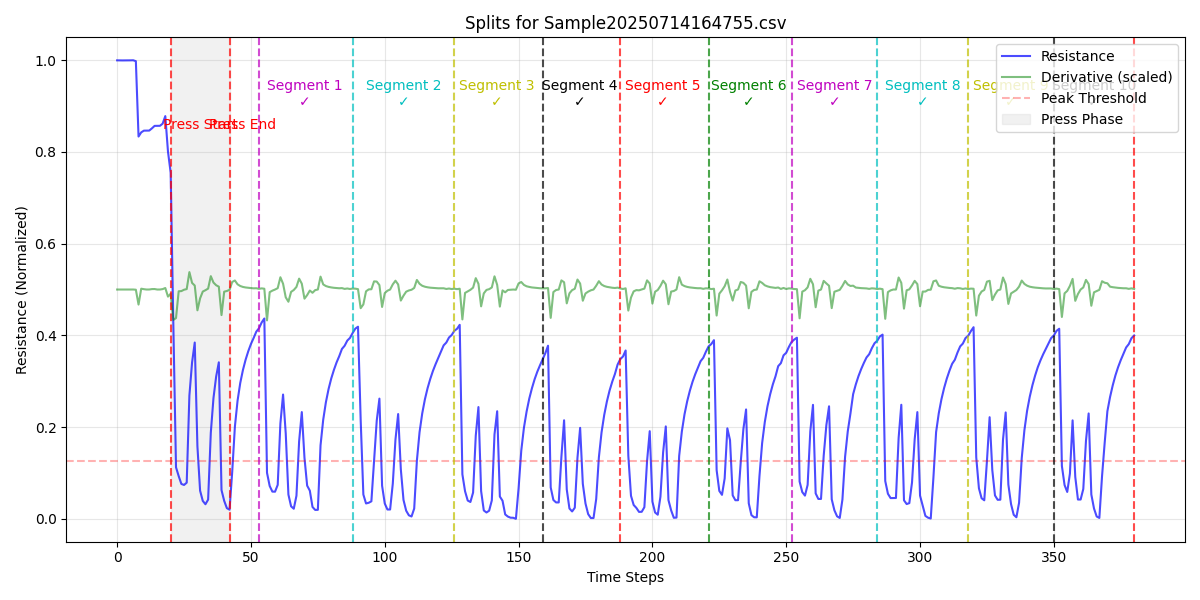 Splits for Sample20250714164755.csv
Resistance (Normalized)
1.0
0.8
0.6
0.4
0.2
0.0
Segment 1
✓
Segment 2
✓
Segment 3
✓
Segment 4
✓
Segment 5
✓
Segment 6
✓
Segment 7
✓
Segment 8
✓
Segment 10
Press Start
Press End
Resistance
Derivative (scaled)
Peak Threshold
Press Phase
0
50
100
150
200
250
300
350
Time Steps